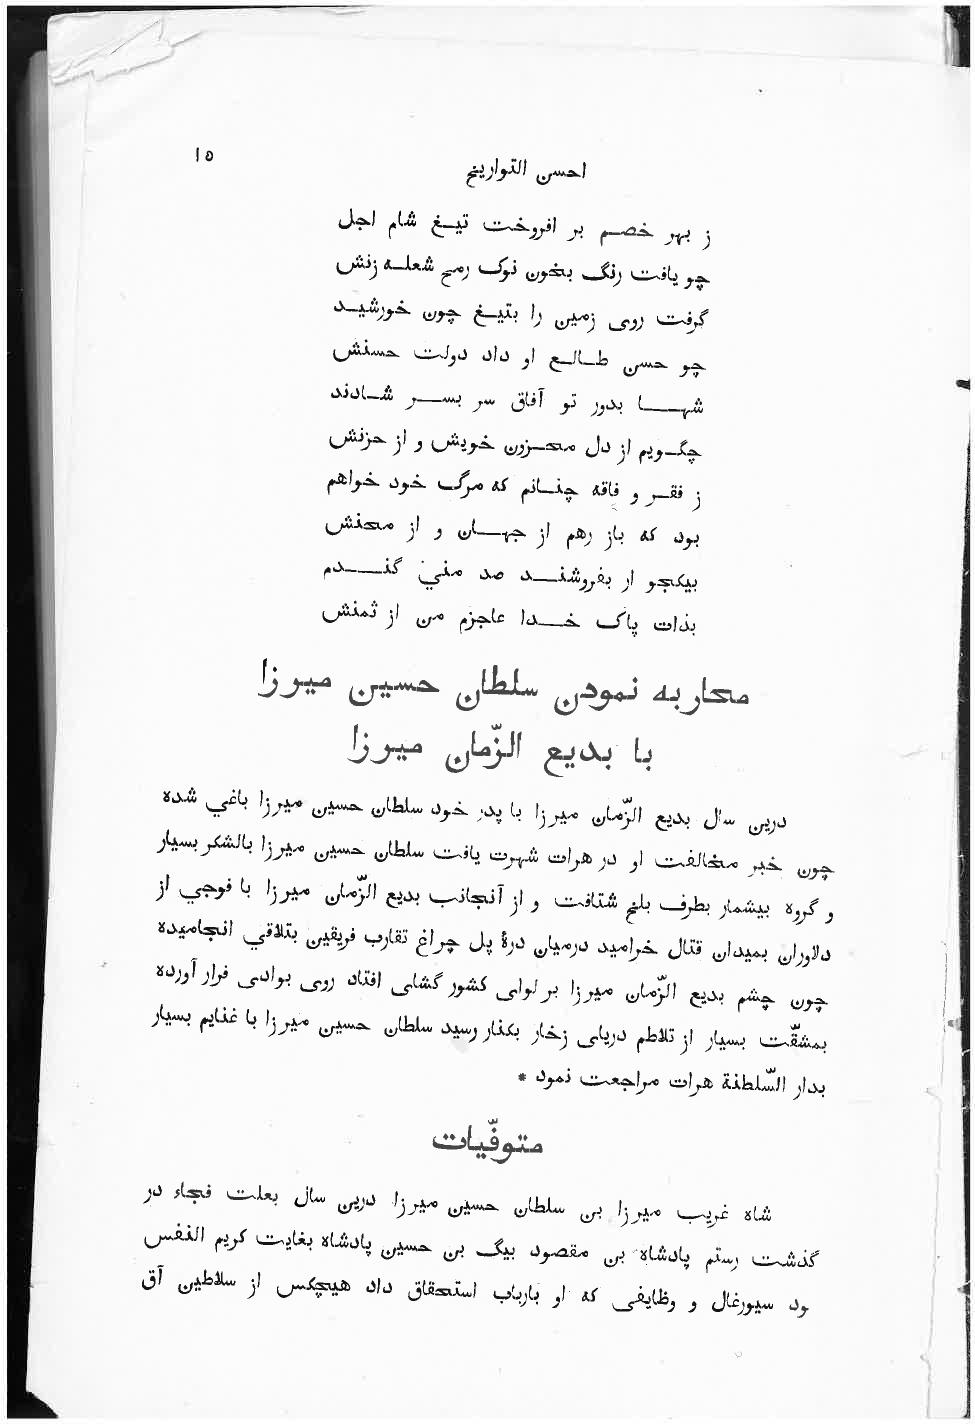 احسن التواریخ
۱۵
ز بهر خصم بر افروخت تیغ شام اجل
چو یافت رنگ بخون نوک رمح شعله زنش
گرفت روی زمین را بتیغ چون خورشید
چو حسن طالع او داد دولت حسنش
شها بدور تو آفاق سر بسر شادند
چگویم از دل محزون خویش و از حزنش
ز فقر و فاقه چنانم که مرگ خود خواهم
بود که باز رهم از جهان و از محنش
بیکجو ار بفروشند صد مني گندم
بذات پاک خدا عاجزم من از ثمنش
محاربه نمودن سلطان حسین میرزا
با بدیع الزّمان میرزا
درین سال بدیع الزّمان میرزا با پدر خود سلطان حسین میرزا باغي شده
چون خبر مخالفت او در هرات شهرت یافت سلطان حسین میرزا بالشکر بسیار
و گروه بیشمار بطرف بلخ شتافت و از آنجانب بدیع الزّمان میرزا با فوجي از
دلاوران بمیدان قتال خرامید درمیان درهٔ پل چراغ تقارب فریقین بتلاقي انجامیده
چون چشم بدیع الزّمان میرزا بر لوای کشور گشای افتاد روی بوادی فرار آورده
بمشقّت بسیار از تلاطم دریای زخار بکنار رسید سلطان حسین میرزا با غنایم بسیار
بدار السّلطنة هرات مراجعت نمود *
متوفّیات
شاه غریب میرزا بن سلطان حسین میرزا درین سال بعلت فجاء در
گذشت رستم پادشاه بن مقصود بیگ بن حسین پادشاه بغایت کریم النفس
بود سیورغال و وظایفی که او بارباب استحقاق داد هیچکس از سلاطین آق